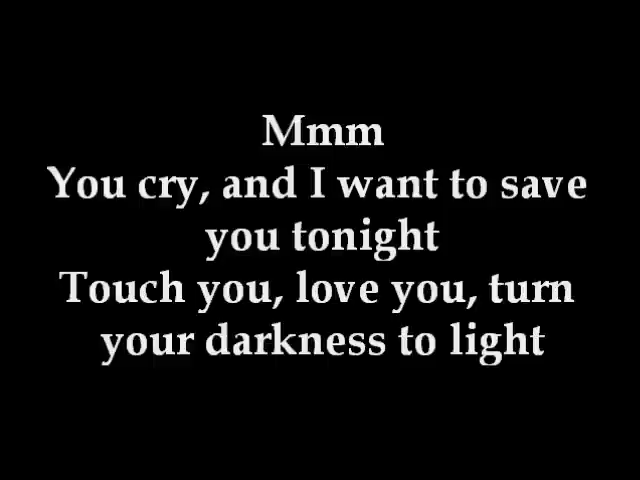 Mmm
You cry, and I want to save
you tonight
Touch you, love you, turn
your darkness to light